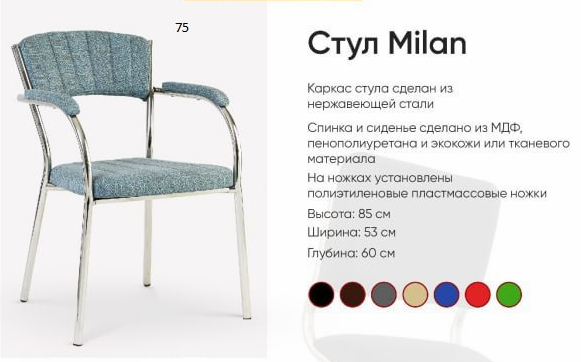 75
Стул Milan
Каркас стула сделан из
нержавеющей стали
Спинка и сиденье сделано из МДФ,
пенополиуретана и экокожи или тканевого
материала
На ножках установлены
полиэтиленовые пластмассовые ножки
Высота: 85 см
Ширина: 53 см
Глубина: 60 см